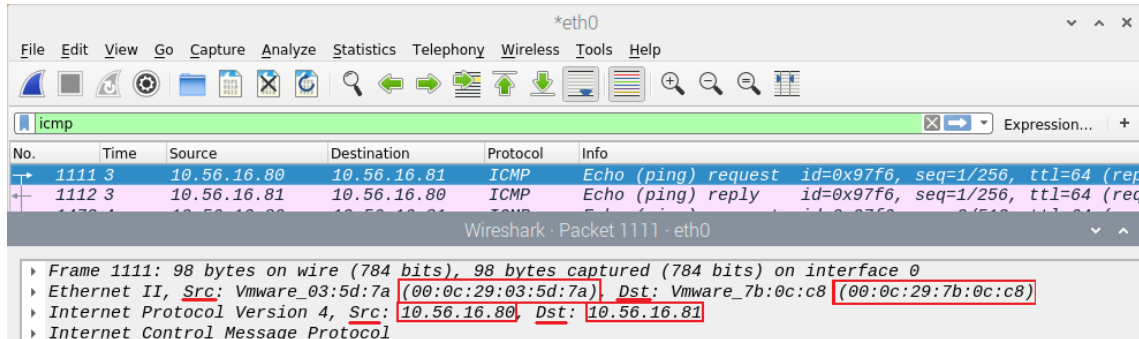 *eth0
File Edit View Go Capture Analyze Statistics Telephony Wireless Tools Help
icmp Expression... +
No. Time Source Destination Protocol Info
1111 3 10.56.16.80 10.56.16.81 ICMP Echo (ping) request id=0x97f6, seq=1/256, ttl=64 (rep
1112 3 10.56.16.81 10.56.16.80 ICMP Echo (ping) reply id=0x97f6, seq=1/256, ttl=64 (req
Wireshark · Packet 1111 · eth0
Frame 1111: 98 bytes on wire (784 bits), 98 bytes captured (784 bits) on interface 0
Ethernet II, Src: Vmware_03:5d:7a (00:0c:29:03:5d:7a), Dst: Vmware_7b:0c:c8 (00:0c:29:7b:0c:c8)
Internet Protocol Version 4, Src: 10.56.16.80, Dst: 10.56.16.81
Internet Control Message Protocol